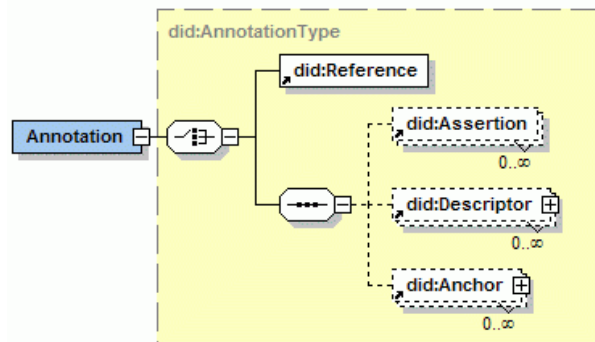 did:AnnotationType
did:Reference
Annotation
did:Assertion
0..∞
did:Descriptor
0..∞
did:Anchor
0..∞